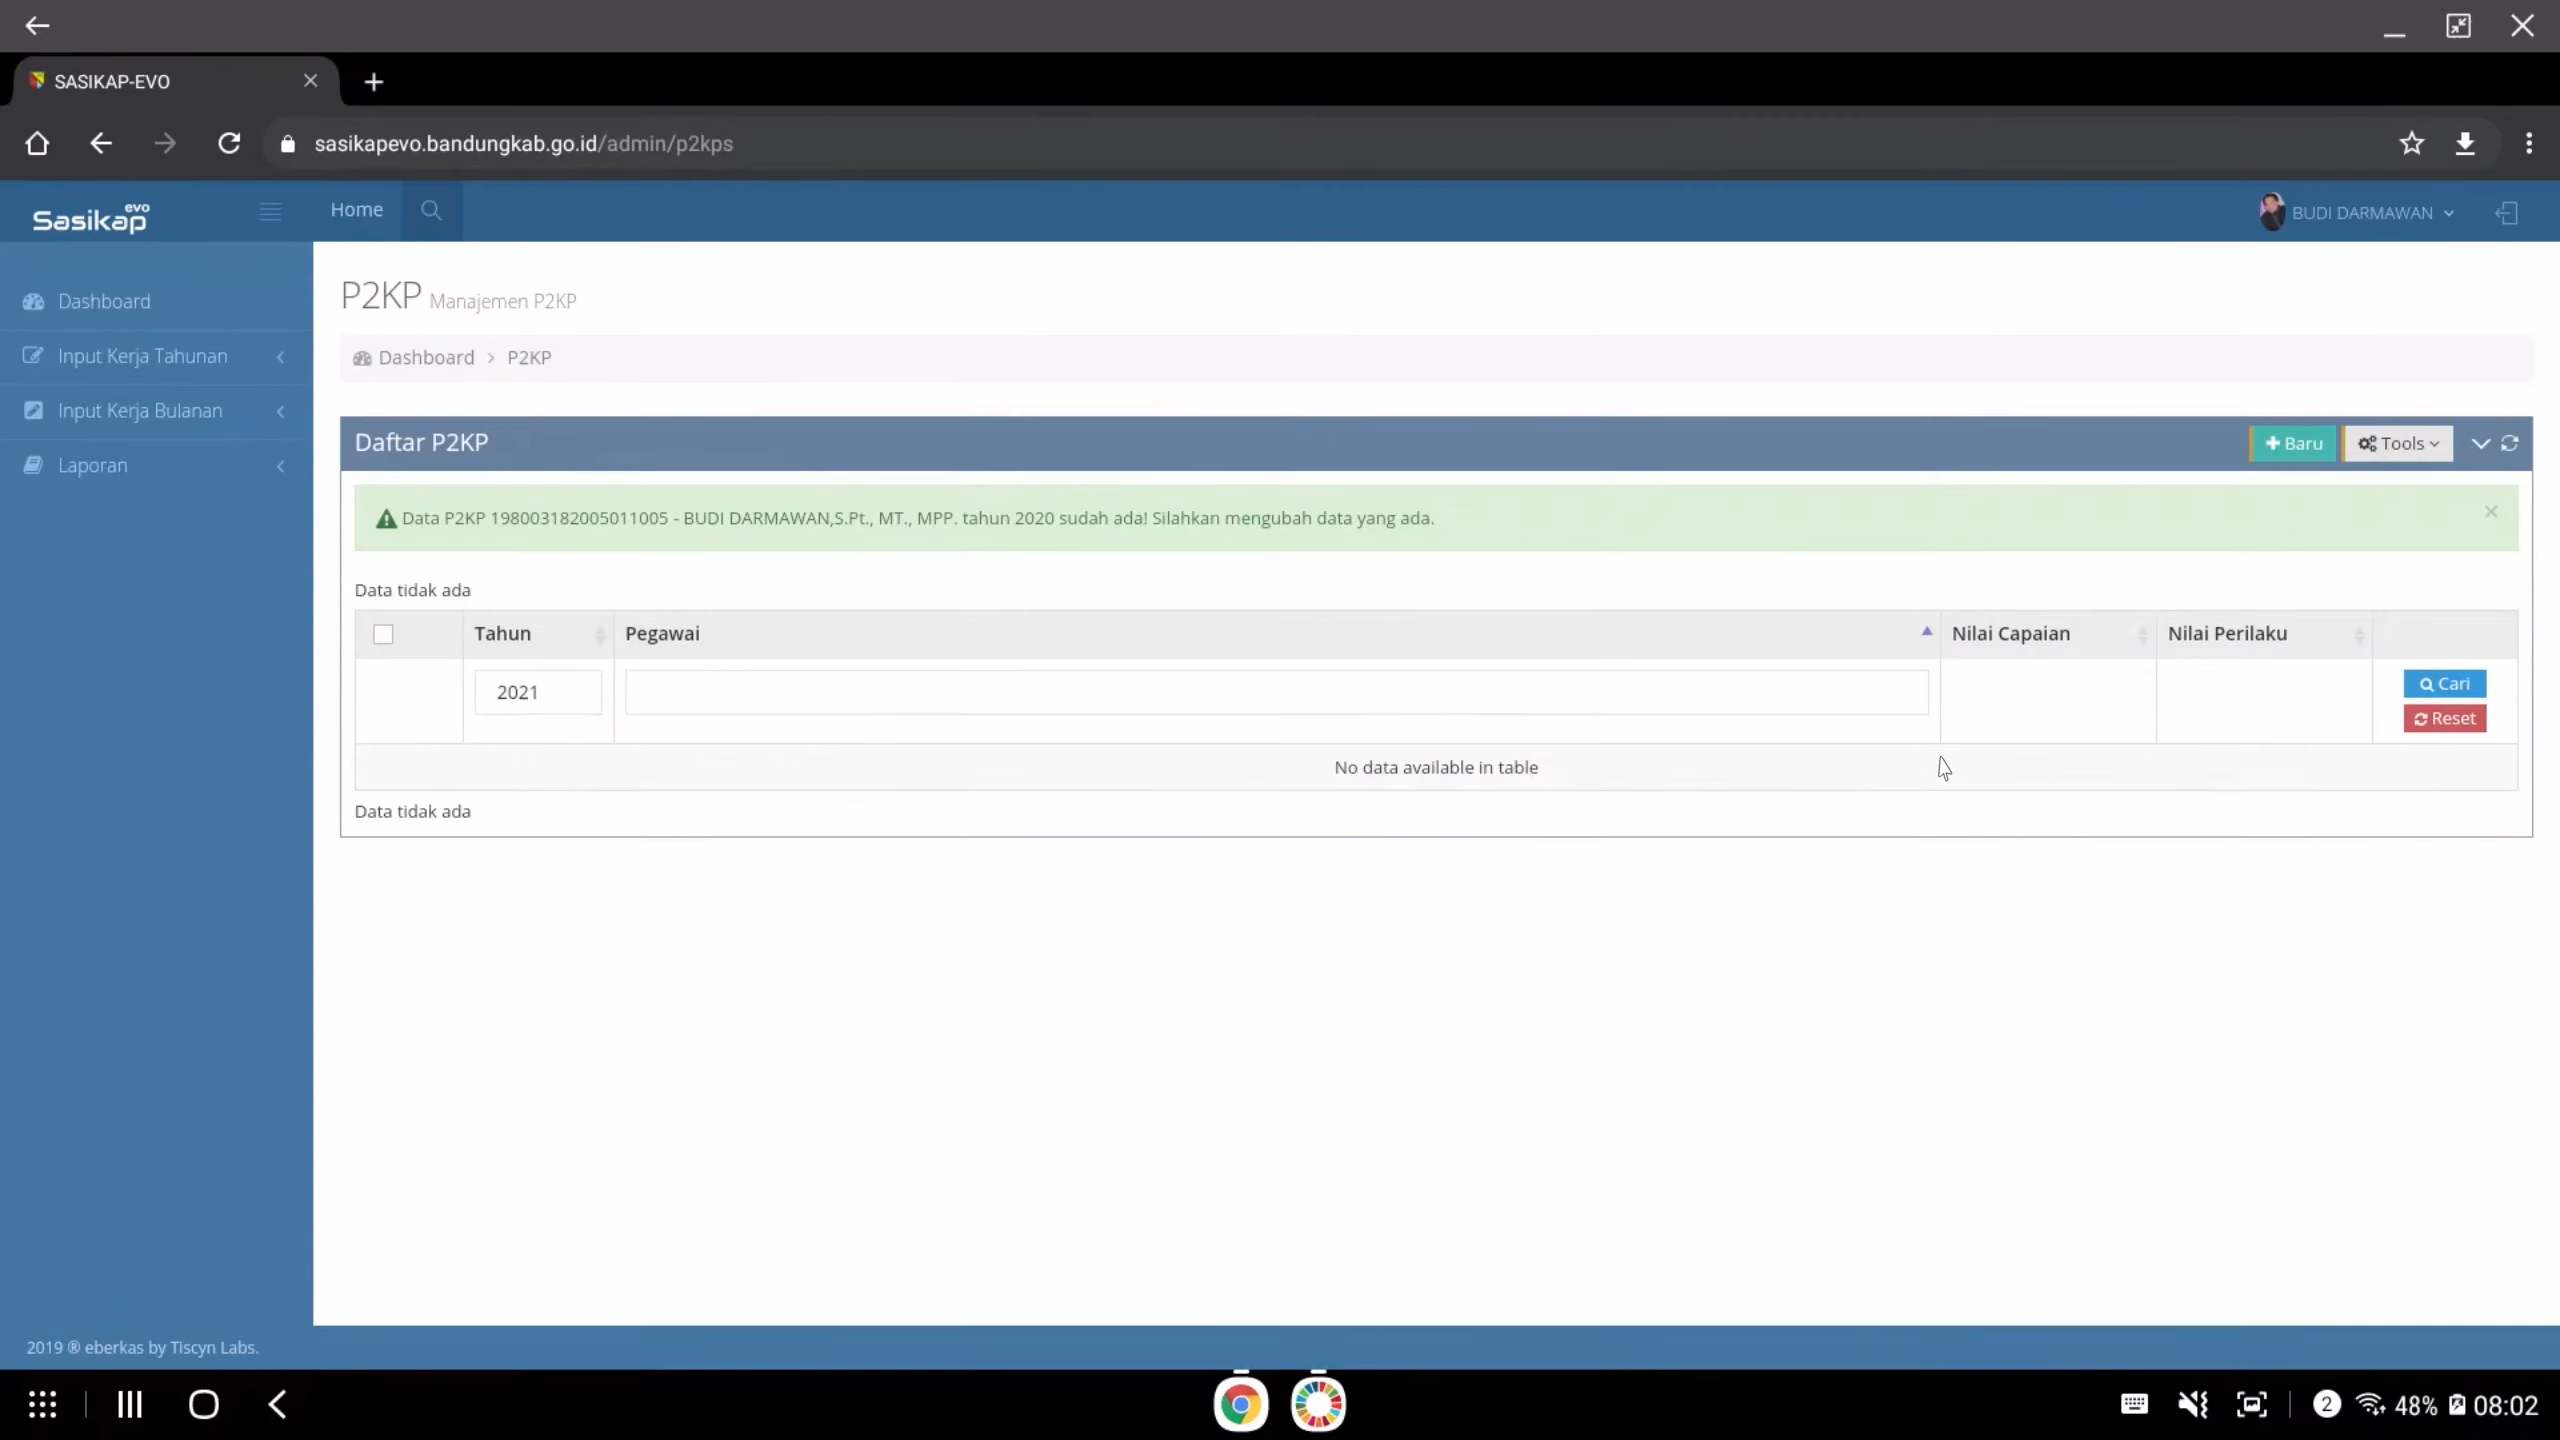 SASIKAP-EVO
sasikapevo.bandungkab.go.id/admin/p2kps
Sasikap evo
Home
BUDI DARMAWAN
Dashboard
Input Kerja Tahunan
Input Kerja Bulanan
Laporan
P2KP Manajemen P2KP
Dashboard > P2KP
Daftar P2KP
Baru
Tools
Data P2KP 198003182005011005 - BUDI DARMAWAN,S.Pt., MT., MPP. tahun 2020 sudah ada! Silahkan mengubah data yang ada.
Data tidak ada
Tahun Pegawai Nilai Capaian Nilai Perilaku
2021
Cari
Reset
No data available in table
Data tidak ada
2019 ® eberkas by Tiscyn Labs.
2 48% 08:02